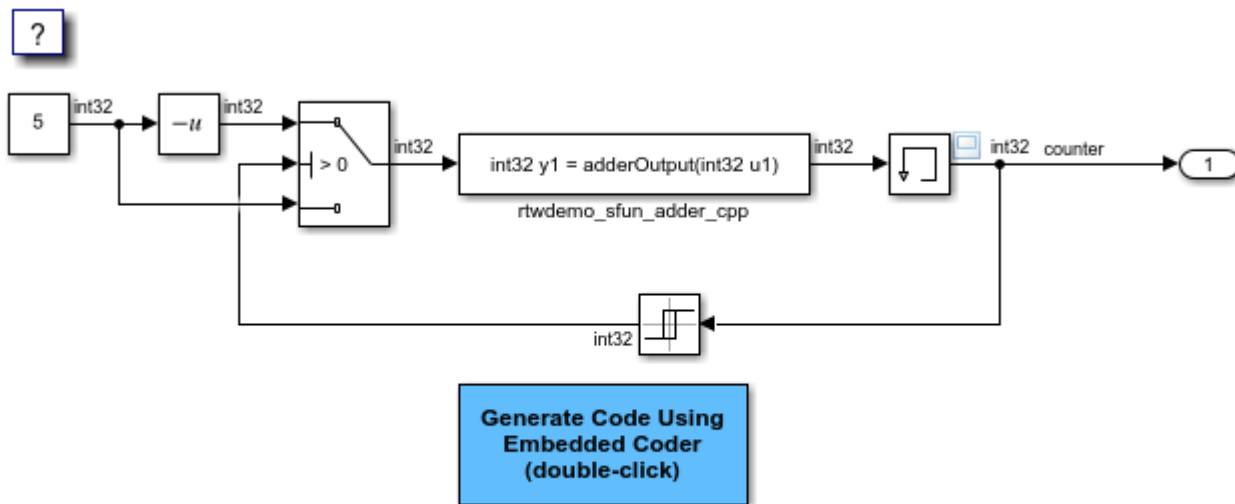 ?
int32
int32
5
−u
int32
> 0
int32 y1 = adderOutput(int32 u1)
int32
int32
counter
1
rtwdemo_sfun_adder_cpp
int32
Generate Code Using
Embedded Coder
(double-click)